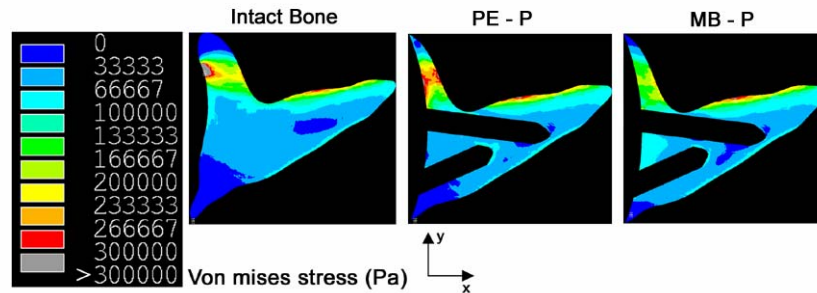 Intact Bone
PE - P
MB - P
0
33333
66667
100000
133333
166667
200000
233333
266667
300000
>300000
Von mises stress (Pa)
y
x